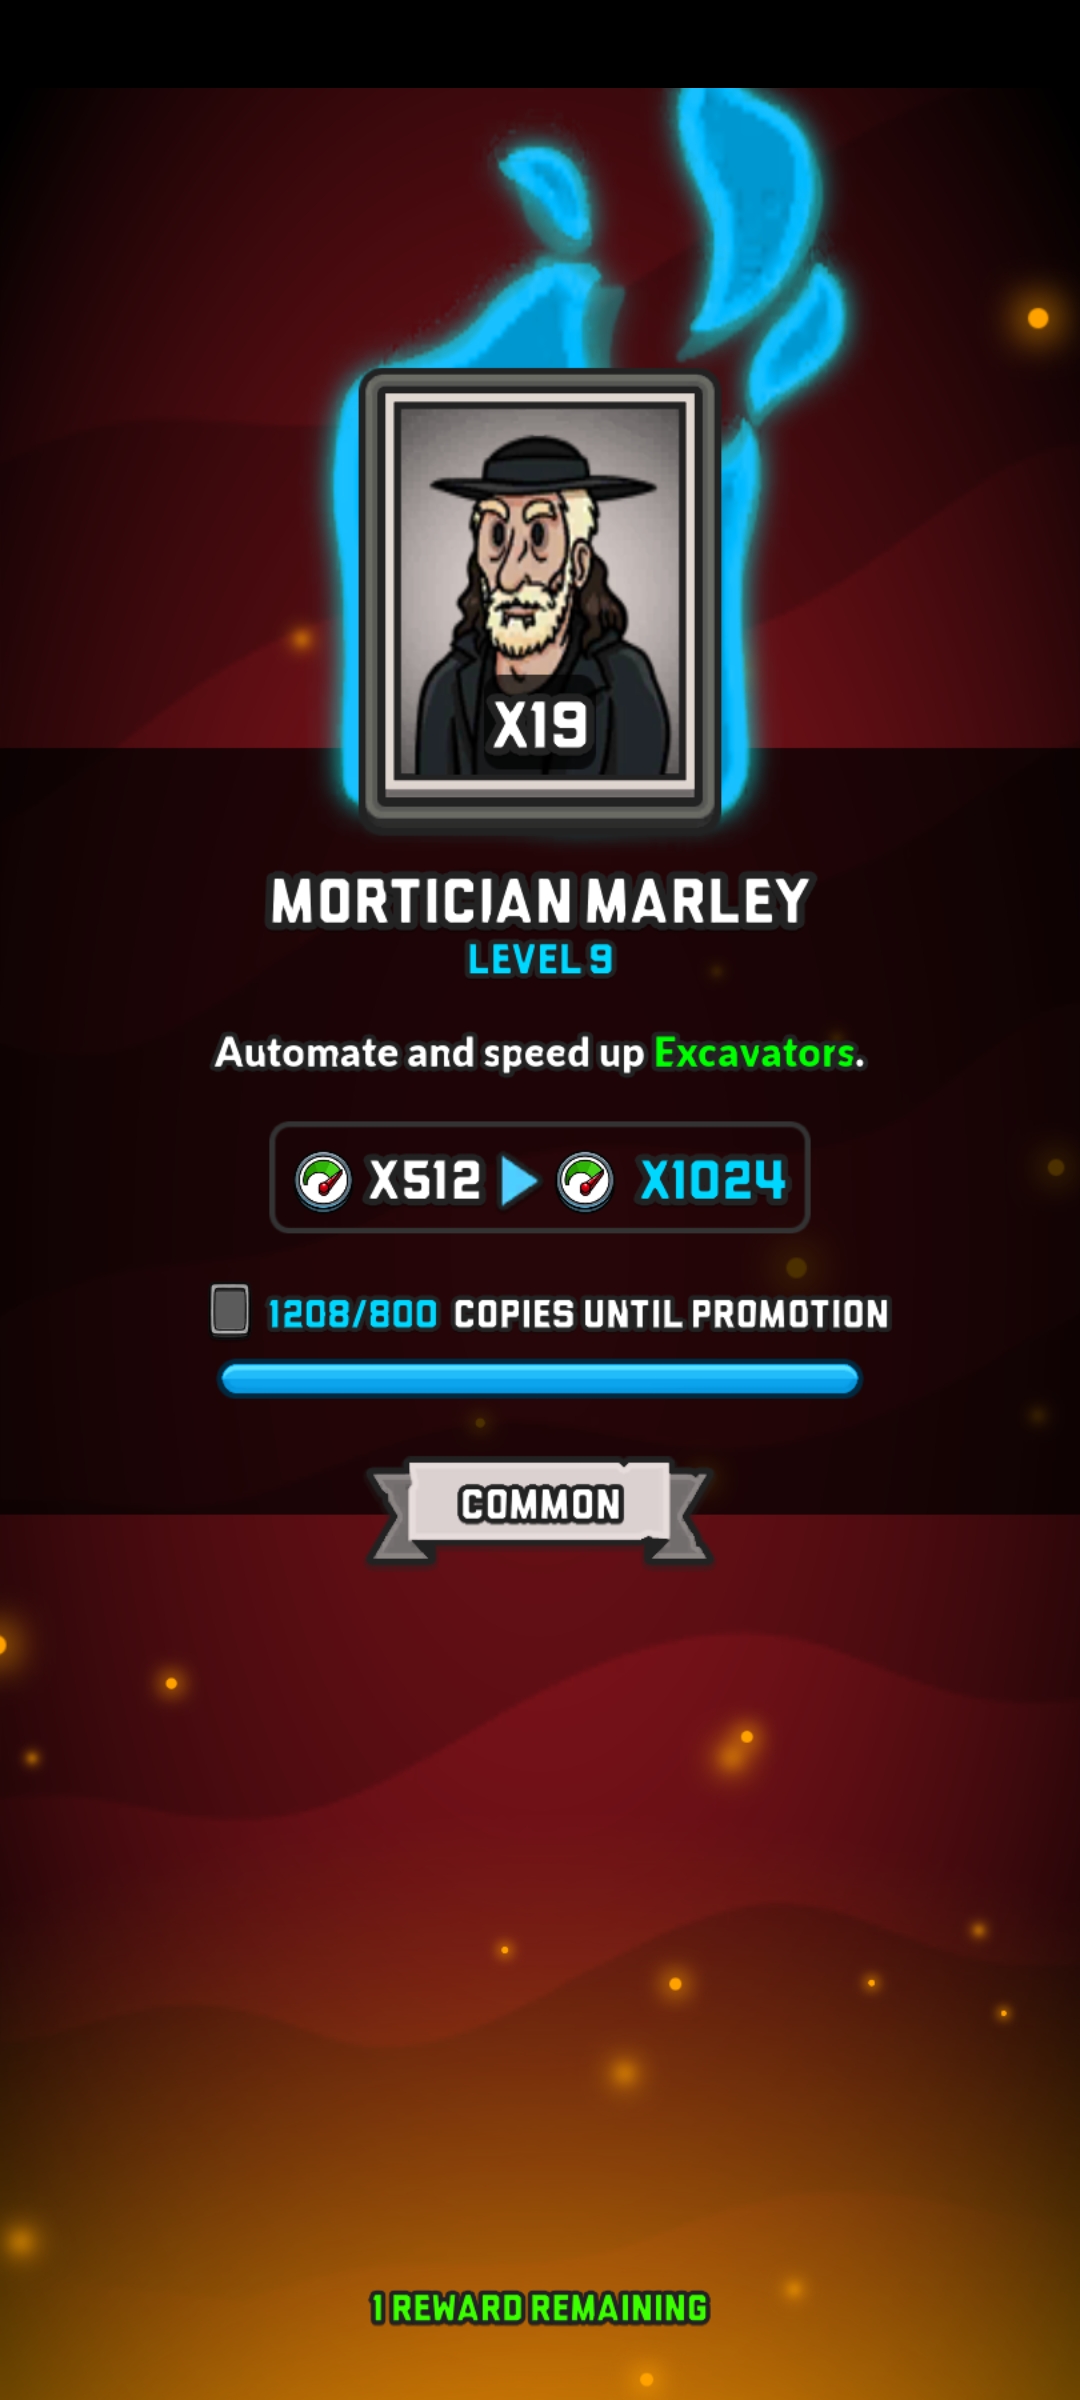 X19
MORTICIAN MARLEY
LEVEL 9
Automate and speed up Excavators.
X512 X1024
1208/800 COPIES UNTIL PROMOTION
COMMON
1 REWARD REMAINING